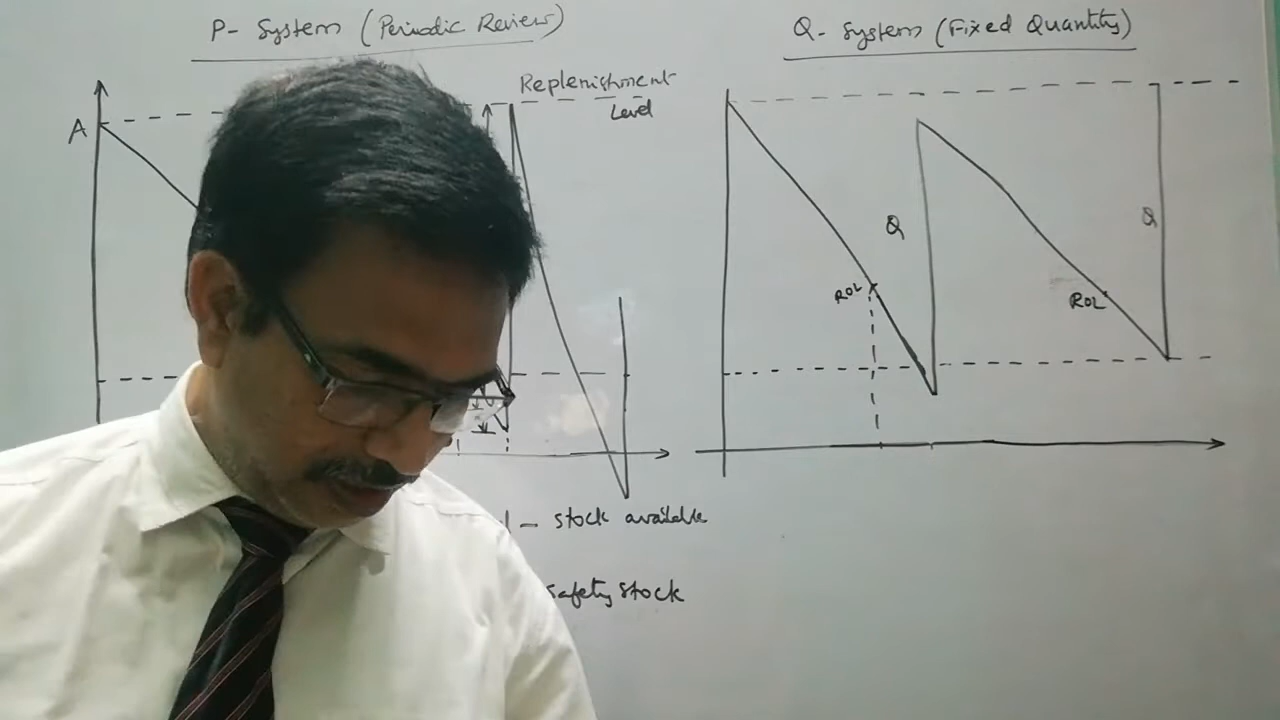 P- System (Periodic Review)
Replenishment
Level
A
- stock available
safety stock
Q- System (Fixed Quantity)
Q
Q
ROL
ROL